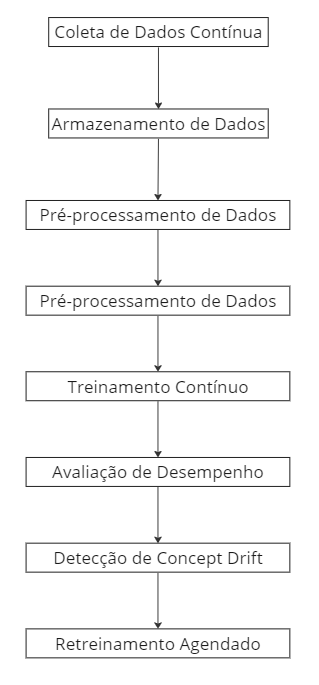 Coleta de Dados Contínua
Armazenamento de Dados
Pré-processamento de Dados
Pré-processamento de Dados
Treinamento Contínuo
Avaliação de Desempenho
Detecção de Concept Drift
Retreinamento Agendado